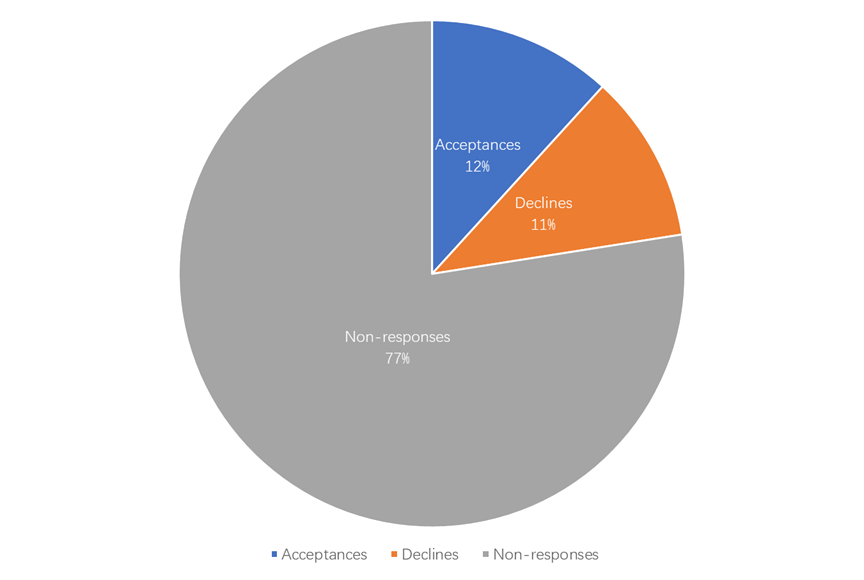 Acceptances
12%
Declines
11%
Non-responses
77%
Acceptances Declines Non-responses